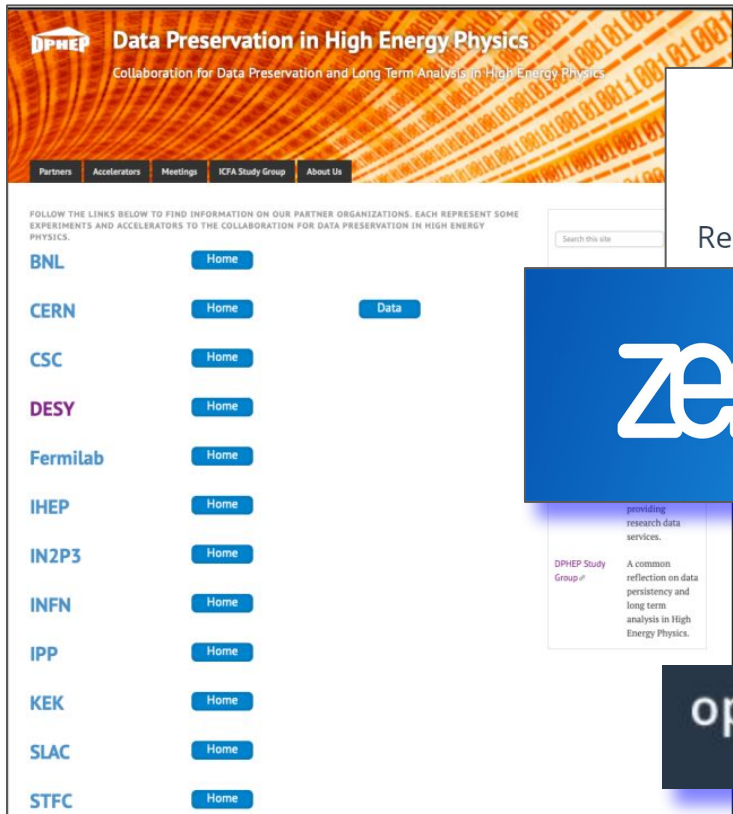 DPHEP
Data Preservation in High Energy Physics
Collaboration for Data Preservation and Long Term Analysis in High Energy Physics
Partners Accelerators Meetings ICFA Study Group About Us
FOLLOW THE LINKS BELOW TO FIND INFORMATION ON OUR PARTNER ORGANIZATIONS. EACH REPRESENT SOME
EXPERIMENTS AND ACCELERATORS TO THE COLLABORATION FOR DATA PRESERVATION IN HIGH ENERGY
PHYSICS.
BNL Home
CERN Home Data
CSC Home
DESY Home
Fermilab Home
IHEP Home
IN2P3 Home
INFN Home
IPP Home
KEK Home
SLAC Home
STFC Home
Search this site
Re
ze
providing
research data
services.
DPHEP Study
Group
A common
reflection on data
persistency and
long term
analysis in High
Energy Physics.
op